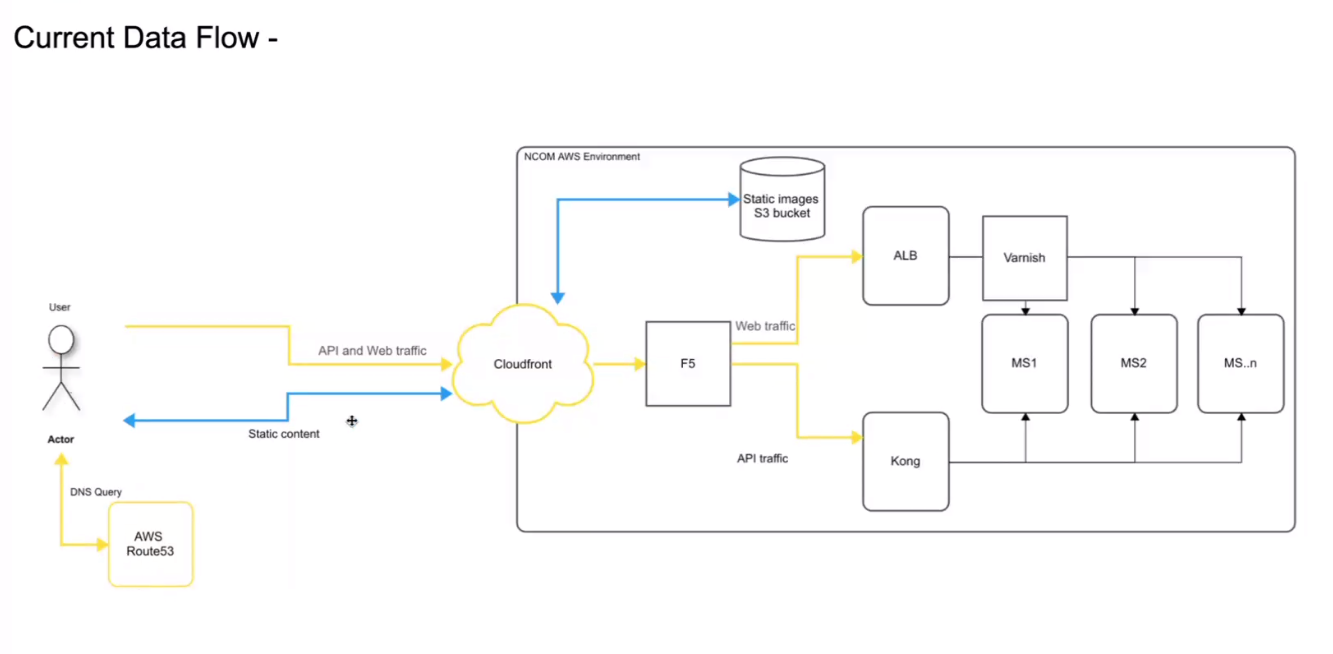 Current Data Flow -
NCOM AWS Environment
Static images
S3 bucket
ALB
Varnish
User
API and Web traffic
Cloudfront
F5
Web traffic
MS1
MS2
MS..n
Static content
Actor
API traffic
Kong
DNS Query
AWS
Route53